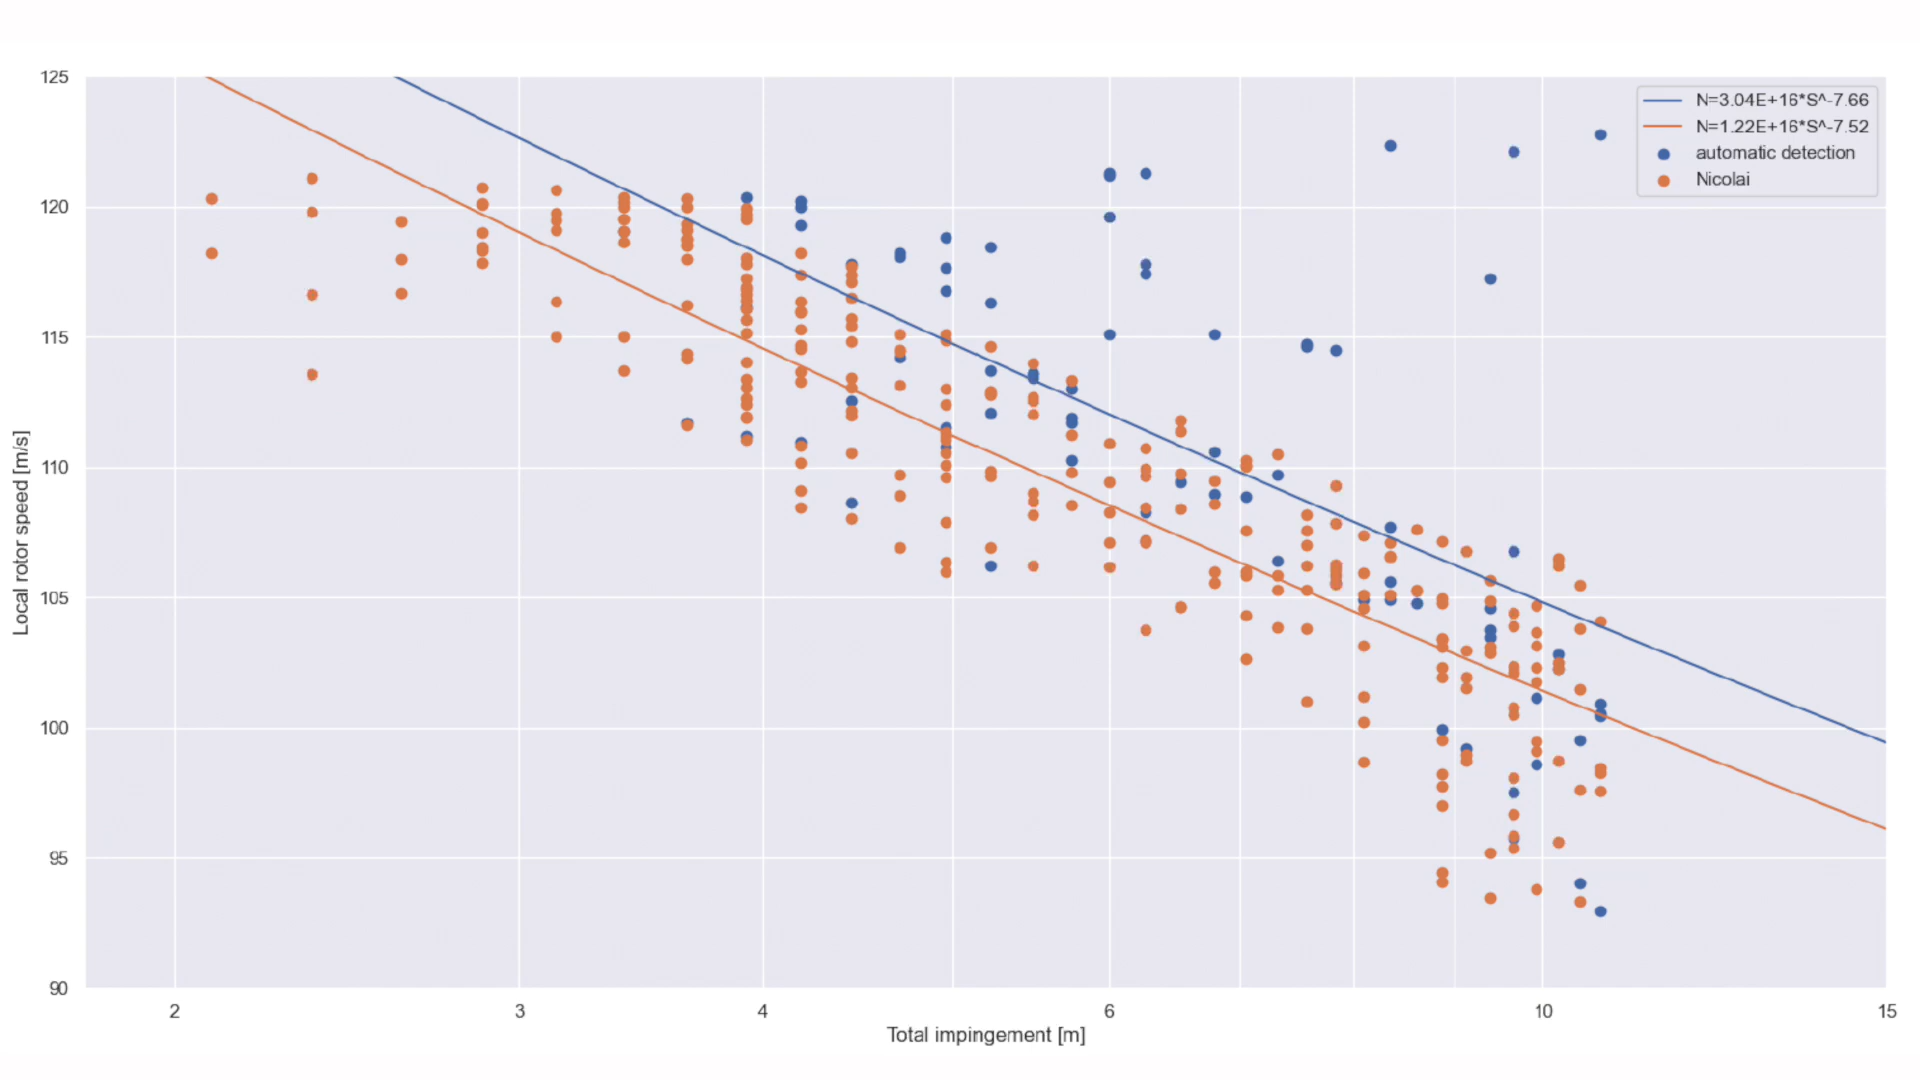 125
120
115
110
105
100
95
90
Local rotor speed [m/s]
N=3.04E+16*S^-7.66
N=1.22E+16*S^-7.52
automatic detection
Nicolai
2 3 4 6 10 15
Total impingement [m]